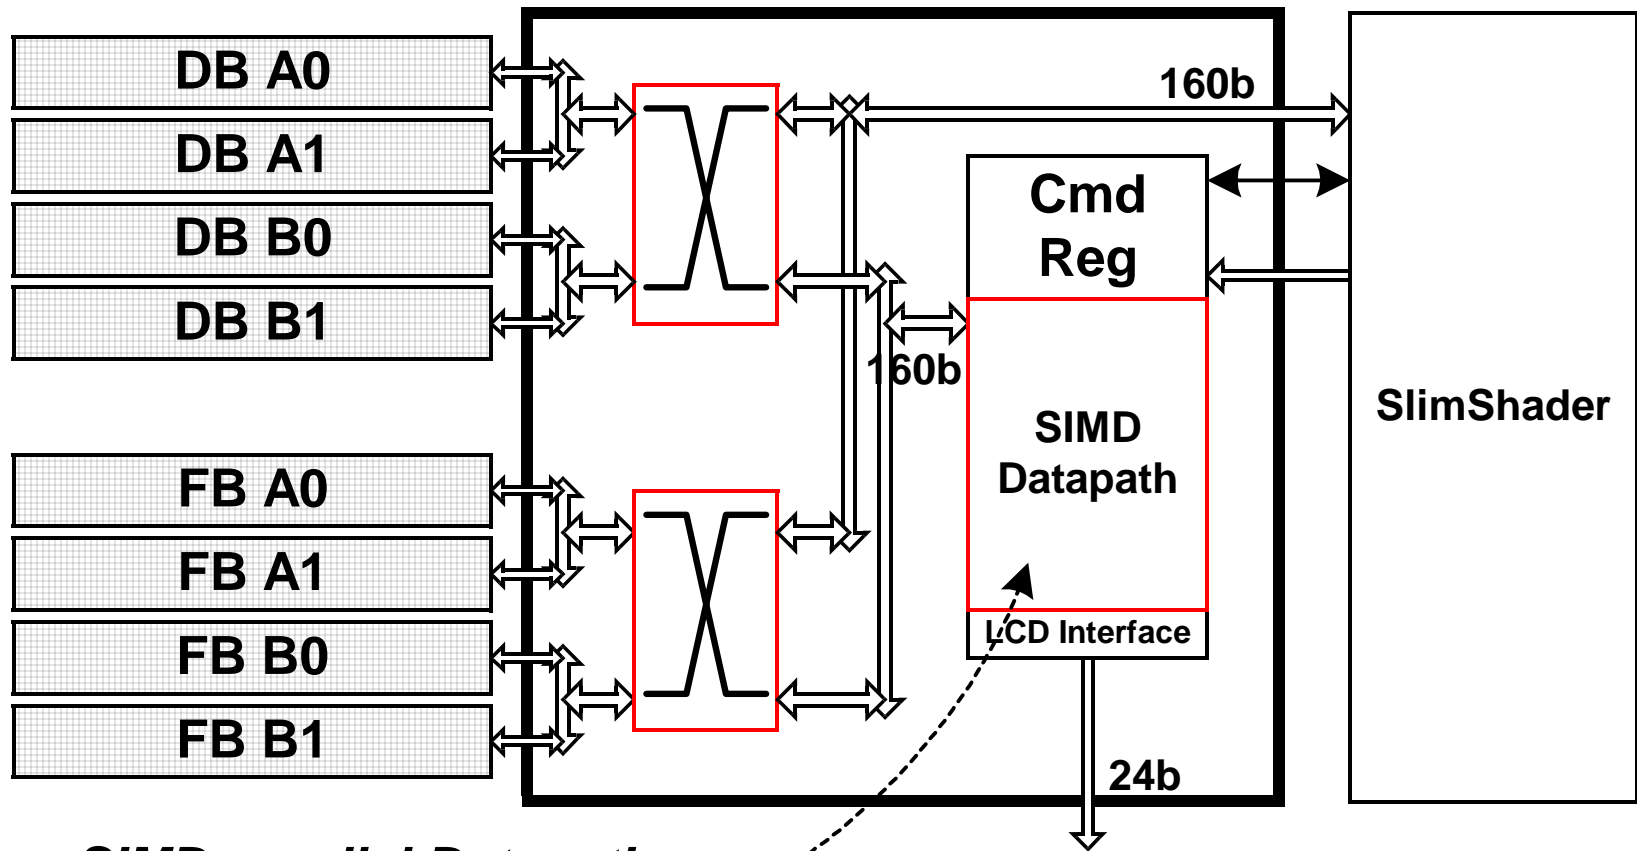 DB A0
DB A1
DB B0
DB B1
FB A0
FB A1
FB B0
FB B1
160b
Cmd
Reg
160b
SIMD
Datapath
LCD Interface
24b
SlimShader